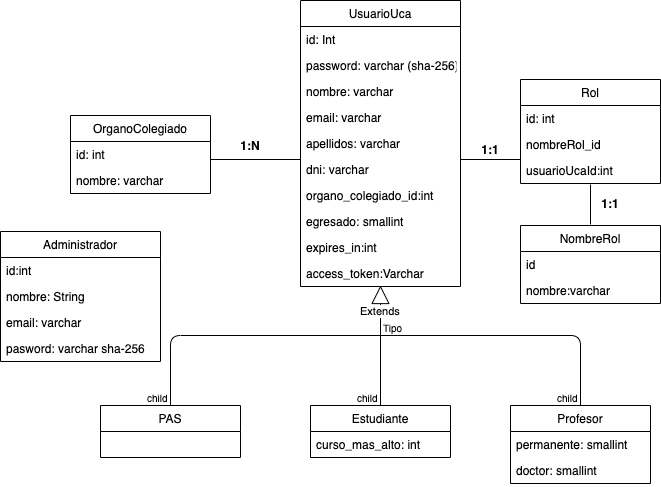 UsuarioUca
id: Int
password: varchar (sha-256)
nombre: varchar
email: varchar
apellidos: varchar
dni: varchar
organo_colegiado_id:int
egresado: smallint
expires_in:int
access_token:Varchar
OrganoColegiado
id: int
nombre: varchar
1:N
1:1
Rol
id: int
nombreRol_id
usuarioUcaId:int
1:1
NombreRol
id
nombre:varchar
Administrador
id:int
nombre: String
email: varchar
pasword: varchar sha-256
Extends
Tipo
child
child
child
PAS
Estudiante
curso_mas_alto: int
Profesor
permanente: smallint
doctor: smallint